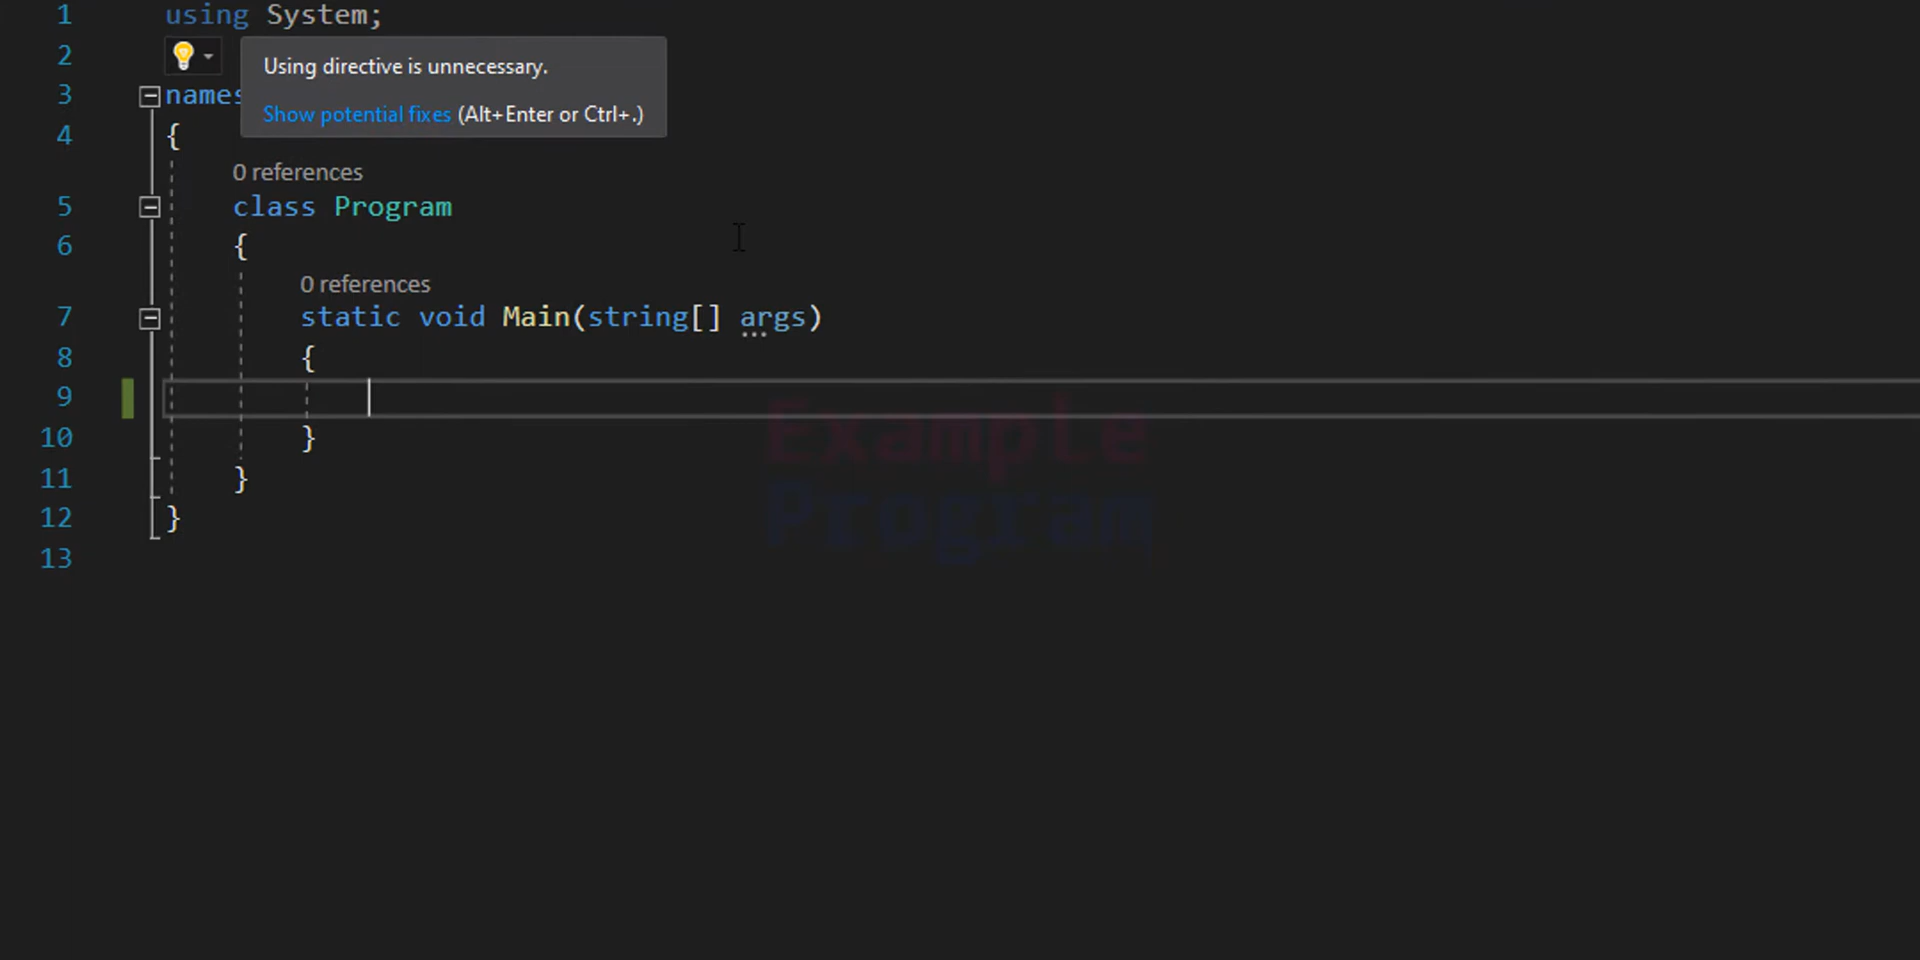 1 using System;
2
Using directive is unnecessary.
3 names
Show potential fixes (Alt+Enter or Ctrl+.)
4 {
0 references
5 class Program
6 {
0 references
7 static void Main(string[] args)
8 {
9
10 }
11 }
12 }
13
Example
Program